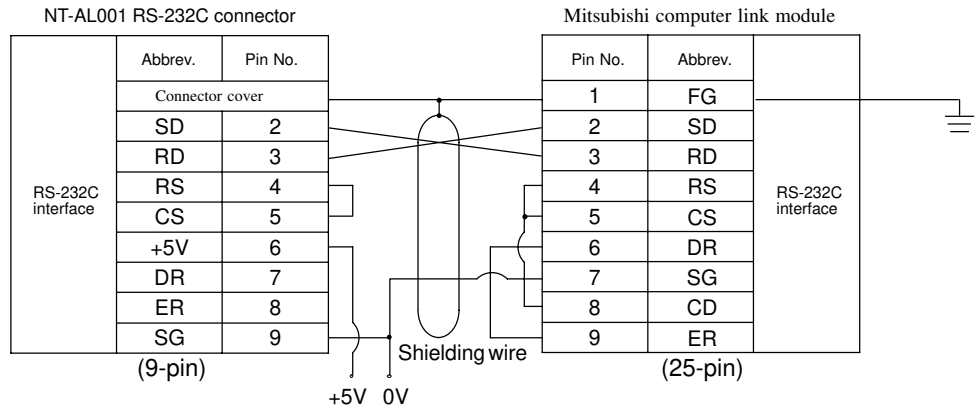 NT-AL001 RS-232C connector
Mitsubishi computer link module
Abbrev. Pin No. Pin No. Abbrev.
Connector cover 1 FG
SD 2 2 SD
RD 3 3 RD
RS 4 4 RS
RS-232C interface RS-232C interface
CS 5 5 CS
+5V 6 6 DR
DR 7 7 SG
ER 8 8 CD
SG 9 9 ER
Shielding wire
(9-pin) (25-pin)
+5V 0V